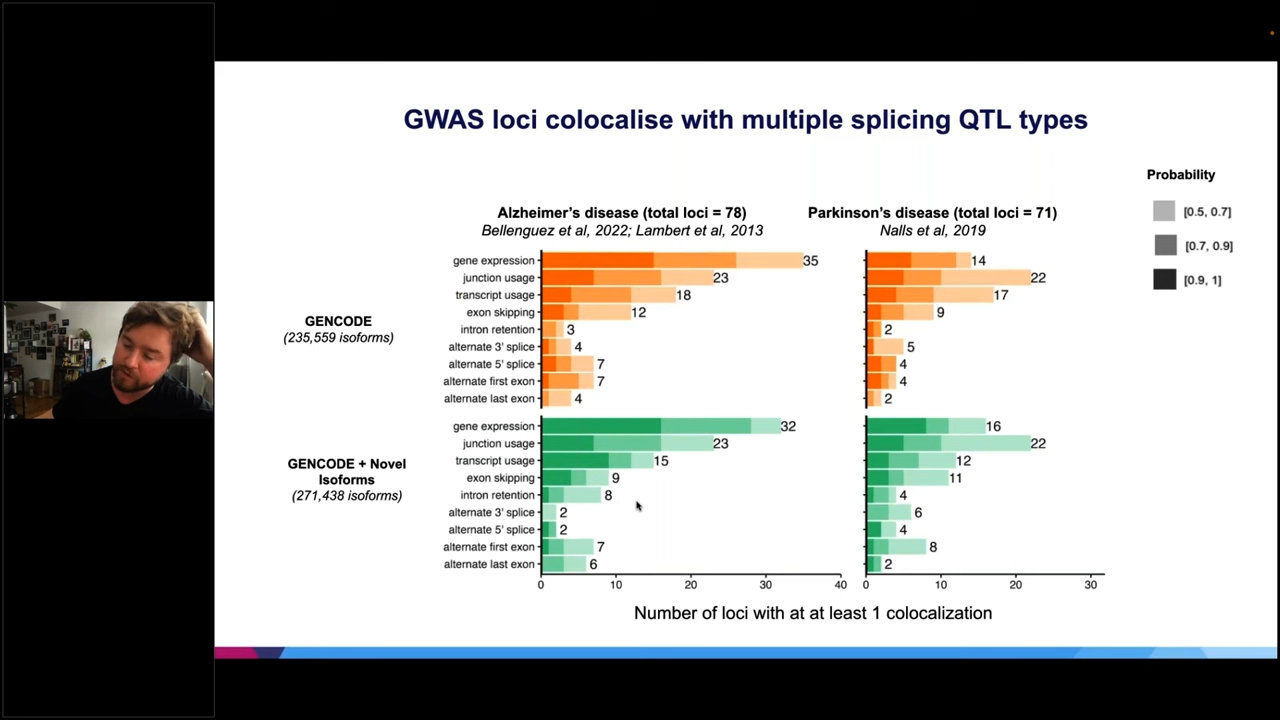 GWAS loci colocalise with multiple splicing QTL types
Probability
[0.5, 0.7]
[0.7, 0.9]
[0.9, 1]
Alzheimer's disease (total loci = 78)
Bellenguez et al, 2022; Lambert et al, 2013
Parkinson's disease (total loci = 71)
Nalls et al, 2019
GENCODE
(235,559 isoforms)
gene expression 35 14
junction usage 23 22
transcript usage 18 17
exon skipping 12 9
intron retention 3 2
alternate 3' splice 4 5
alternate 5' splice 7 4
alternate first exon 7 4
alternate last exon 4 2
GENCODE + Novel
Isoforms
(271,438 isoforms)
gene expression 32 16
junction usage 23 22
transcript usage 15 12
exon skipping 9 11
intron retention 8 4
alternate 3' splice 2 6
alternate 5' splice 2 4
alternate first exon 7 8
alternate last exon 6 2
0 10 20 30 40 0 10 20 30
Number of loci with at at least 1 colocalization